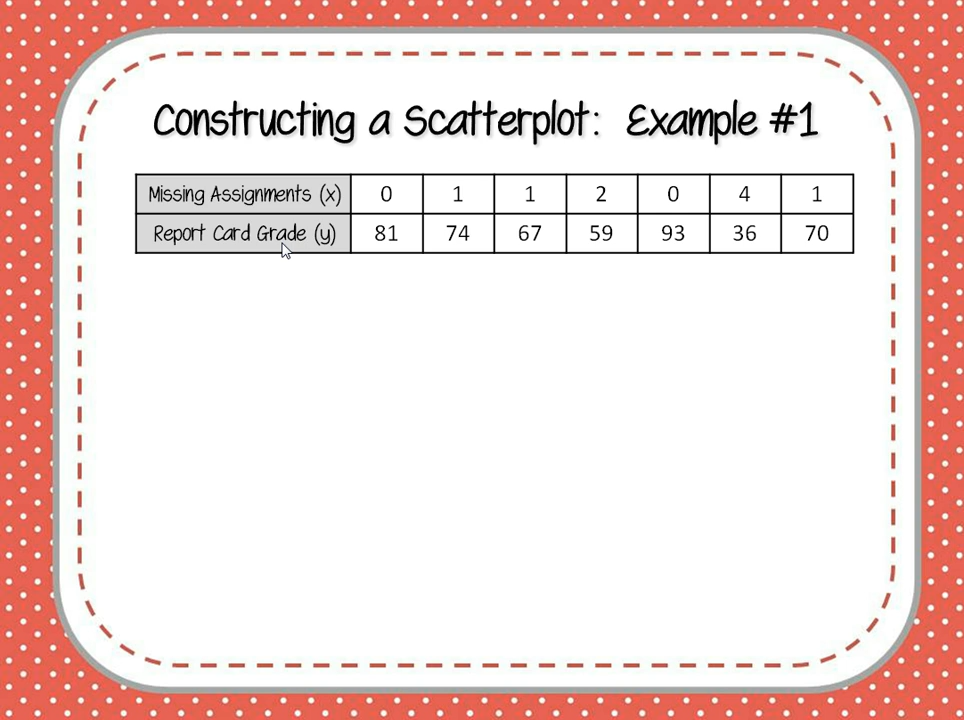 Constructing a Scatterplot: Example #1
Missing Assignments (x) 0 1 1 2 0 4 1
Report Card Grade (y) 81 74 67 59 93 36 70